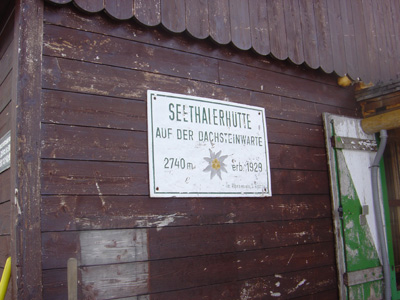 SEETHALERHÜTTE
AUF DER DACHSTEINWARTE
2740 m erb. 1929